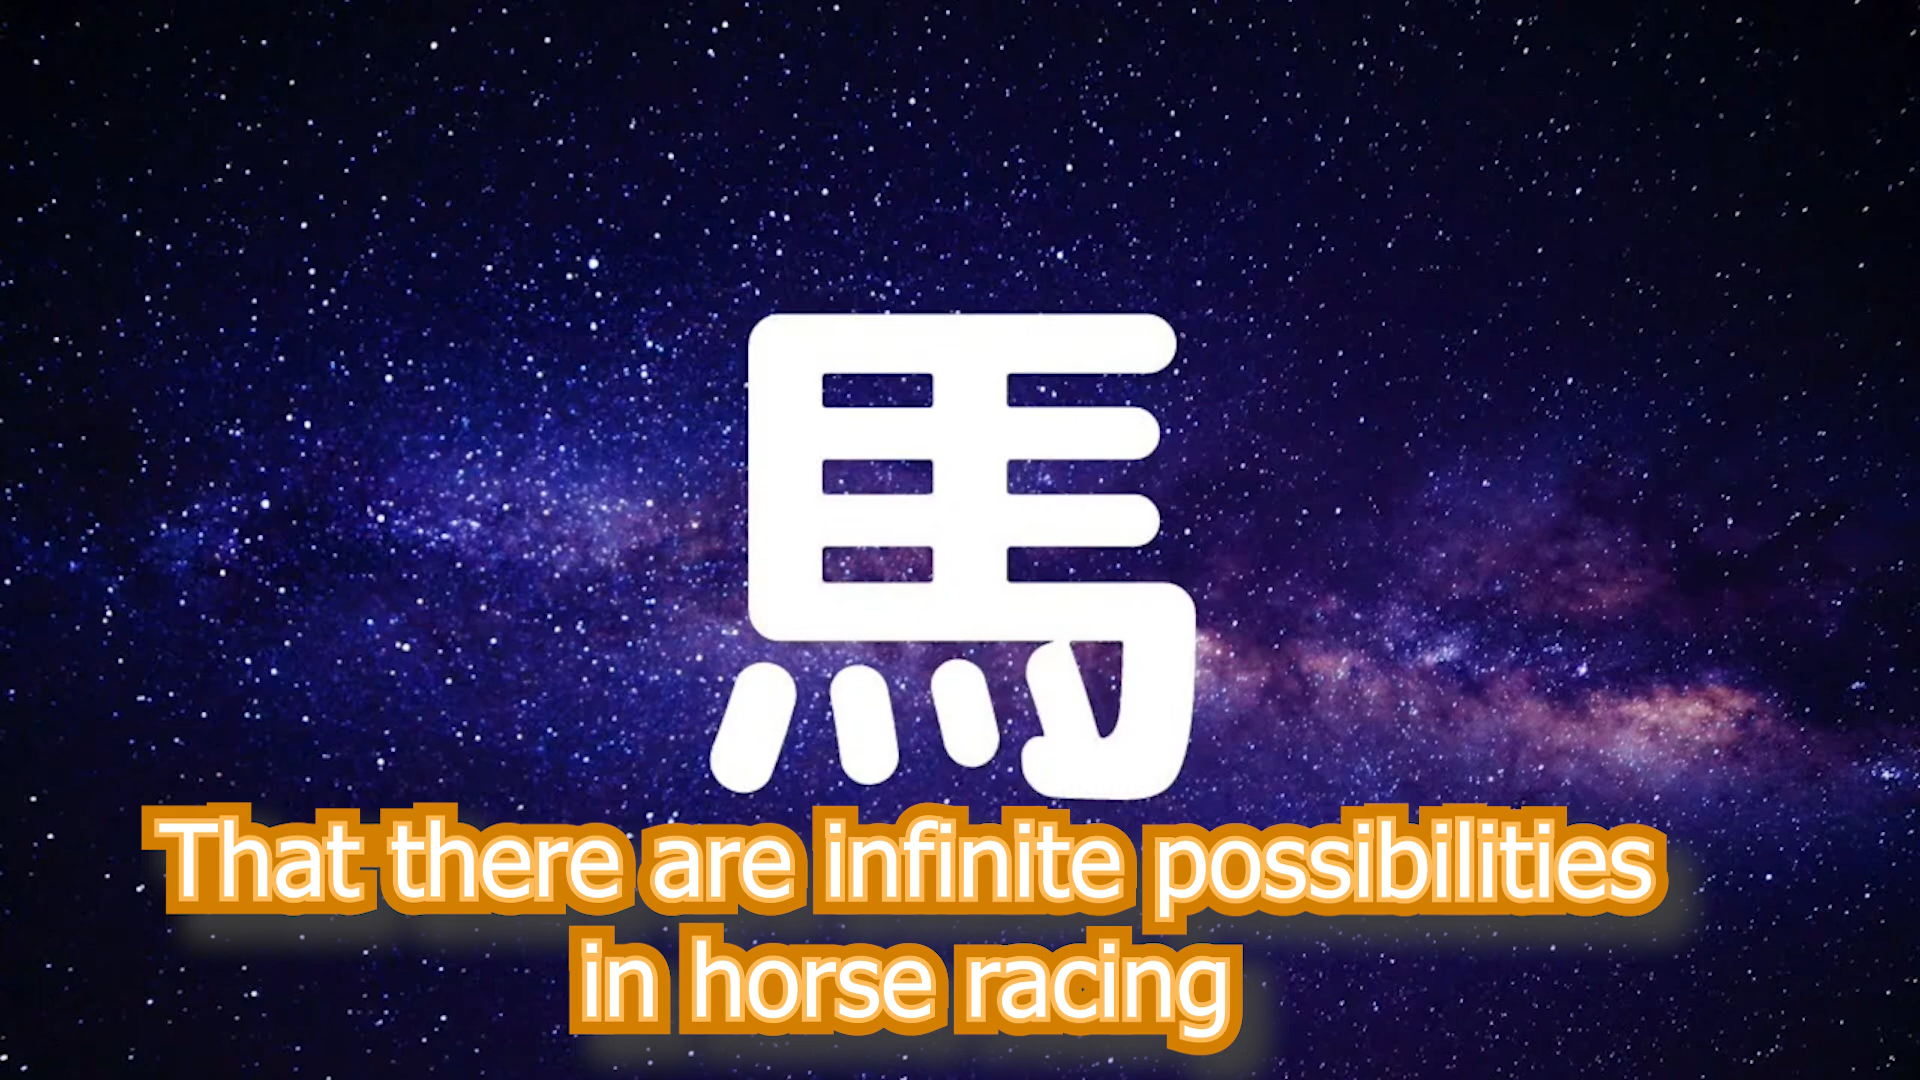 馬
That there are infinite possibilities
in horse racing